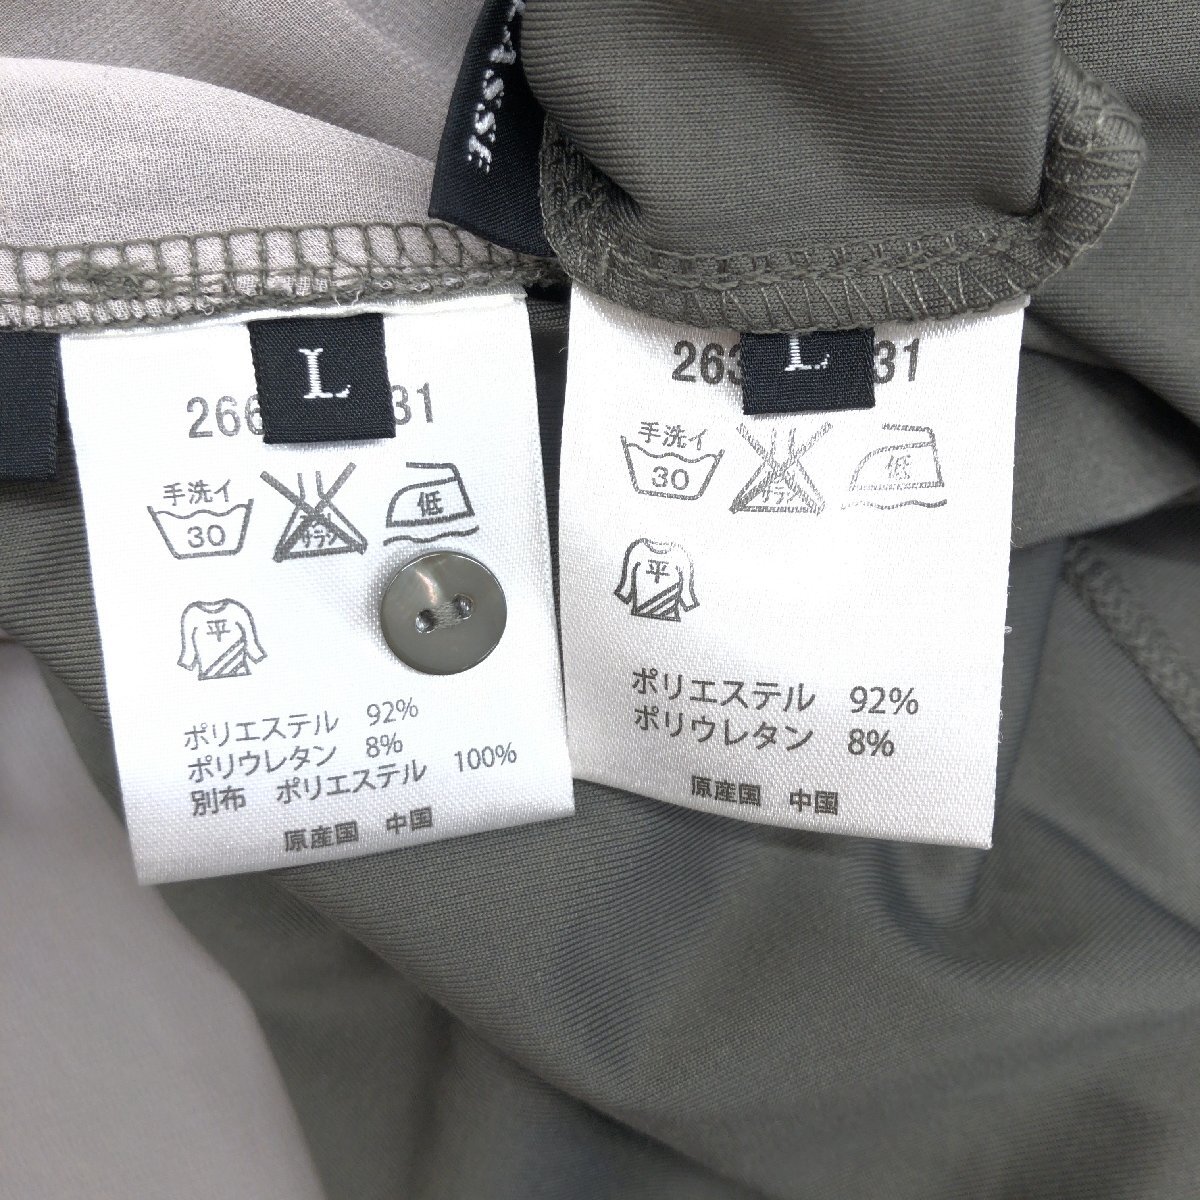 L
266 31
手洗イ
30
低
平
ポリエステル 92%
ポリウレタン 8%
別布 ポリエステル 100%
原産国 中国
L
263 31
手洗イ
30
低
平
ポリエステル 92%
ポリウレタン 8%
原産国 中国